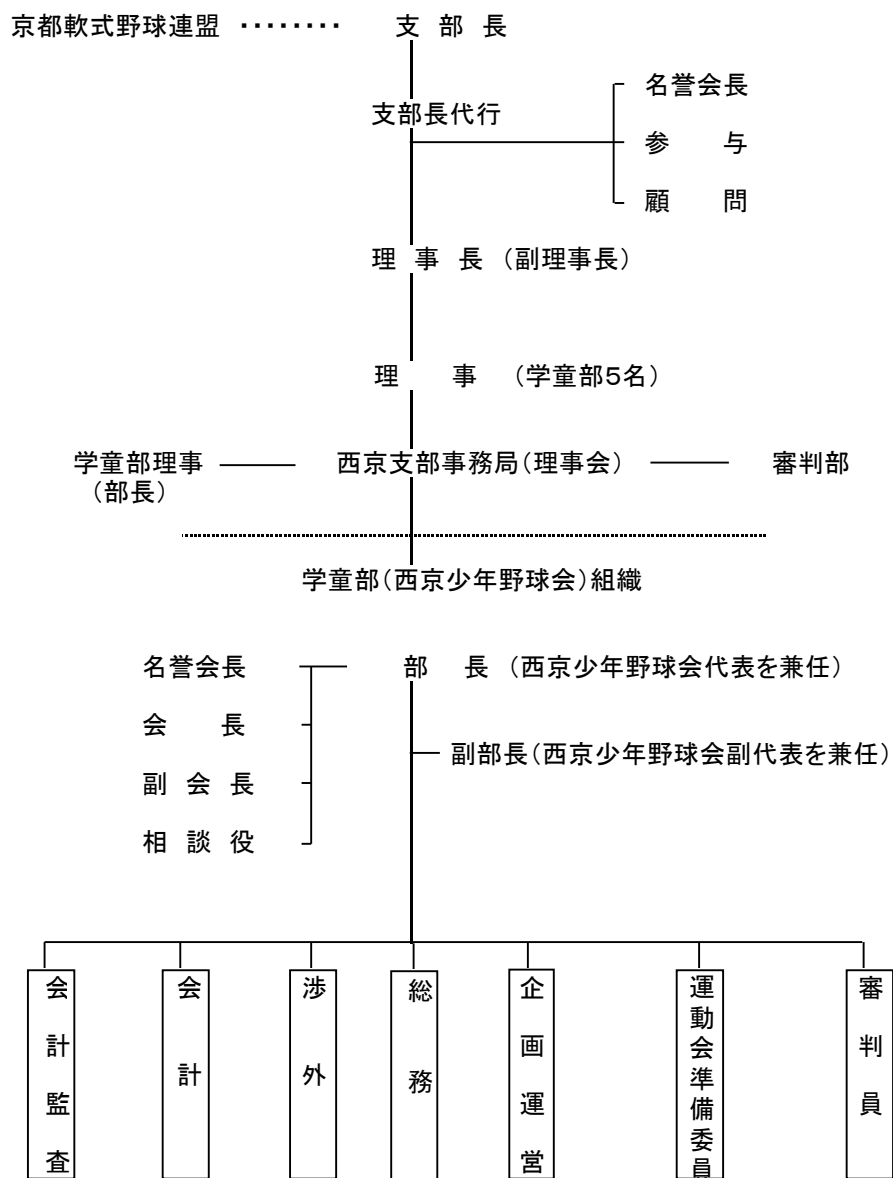 京都軟式野球連盟 ‥‥‥‥ 支 部 長
名誉会長
支部長代行
参　与
顧　問
理 事 長 （副理事長）
理　事 （学童部5名）
学童部理事 西京支部事務局（理事会） 審判部
（部長）
学童部（西京少年野球会）組織
名誉会長 部　長 （西京少年野球会代表を兼任）
会　長
副部長（西京少年野球会副代表を兼任）
副 会 長
相 談 役
会計監査
会計
渉外
総務
企画運営
運動会準備委員
審判員